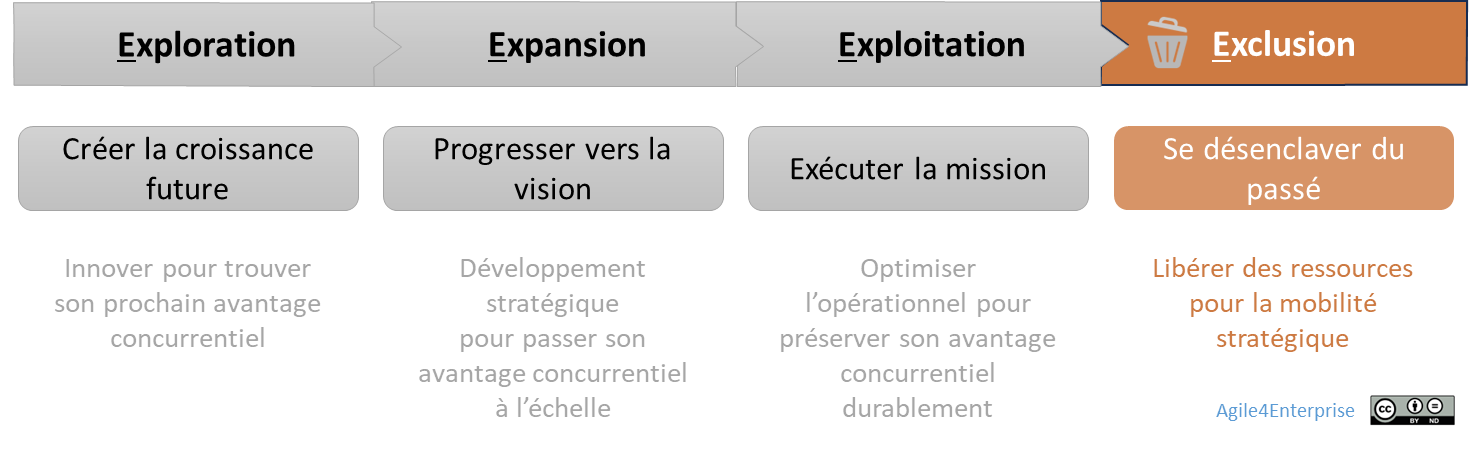 Exploration
Expansion
Exploitation
Exclusion
Créer la croissance
future
Progresser vers la
vision
Exécuter la mission
Se désenclaver du
passé
Innover pour trouver
son prochain avantage
concurrentiel
Développement
stratégique
pour passer son
avantage concurrentiel
à l’échelle
Optimiser
l’opérationnel pour
préserver son avantage
concurrentiel
durablement
Libérer des ressources
pour la mobilité
stratégique
Agile4Enterprise
cc
BY ND